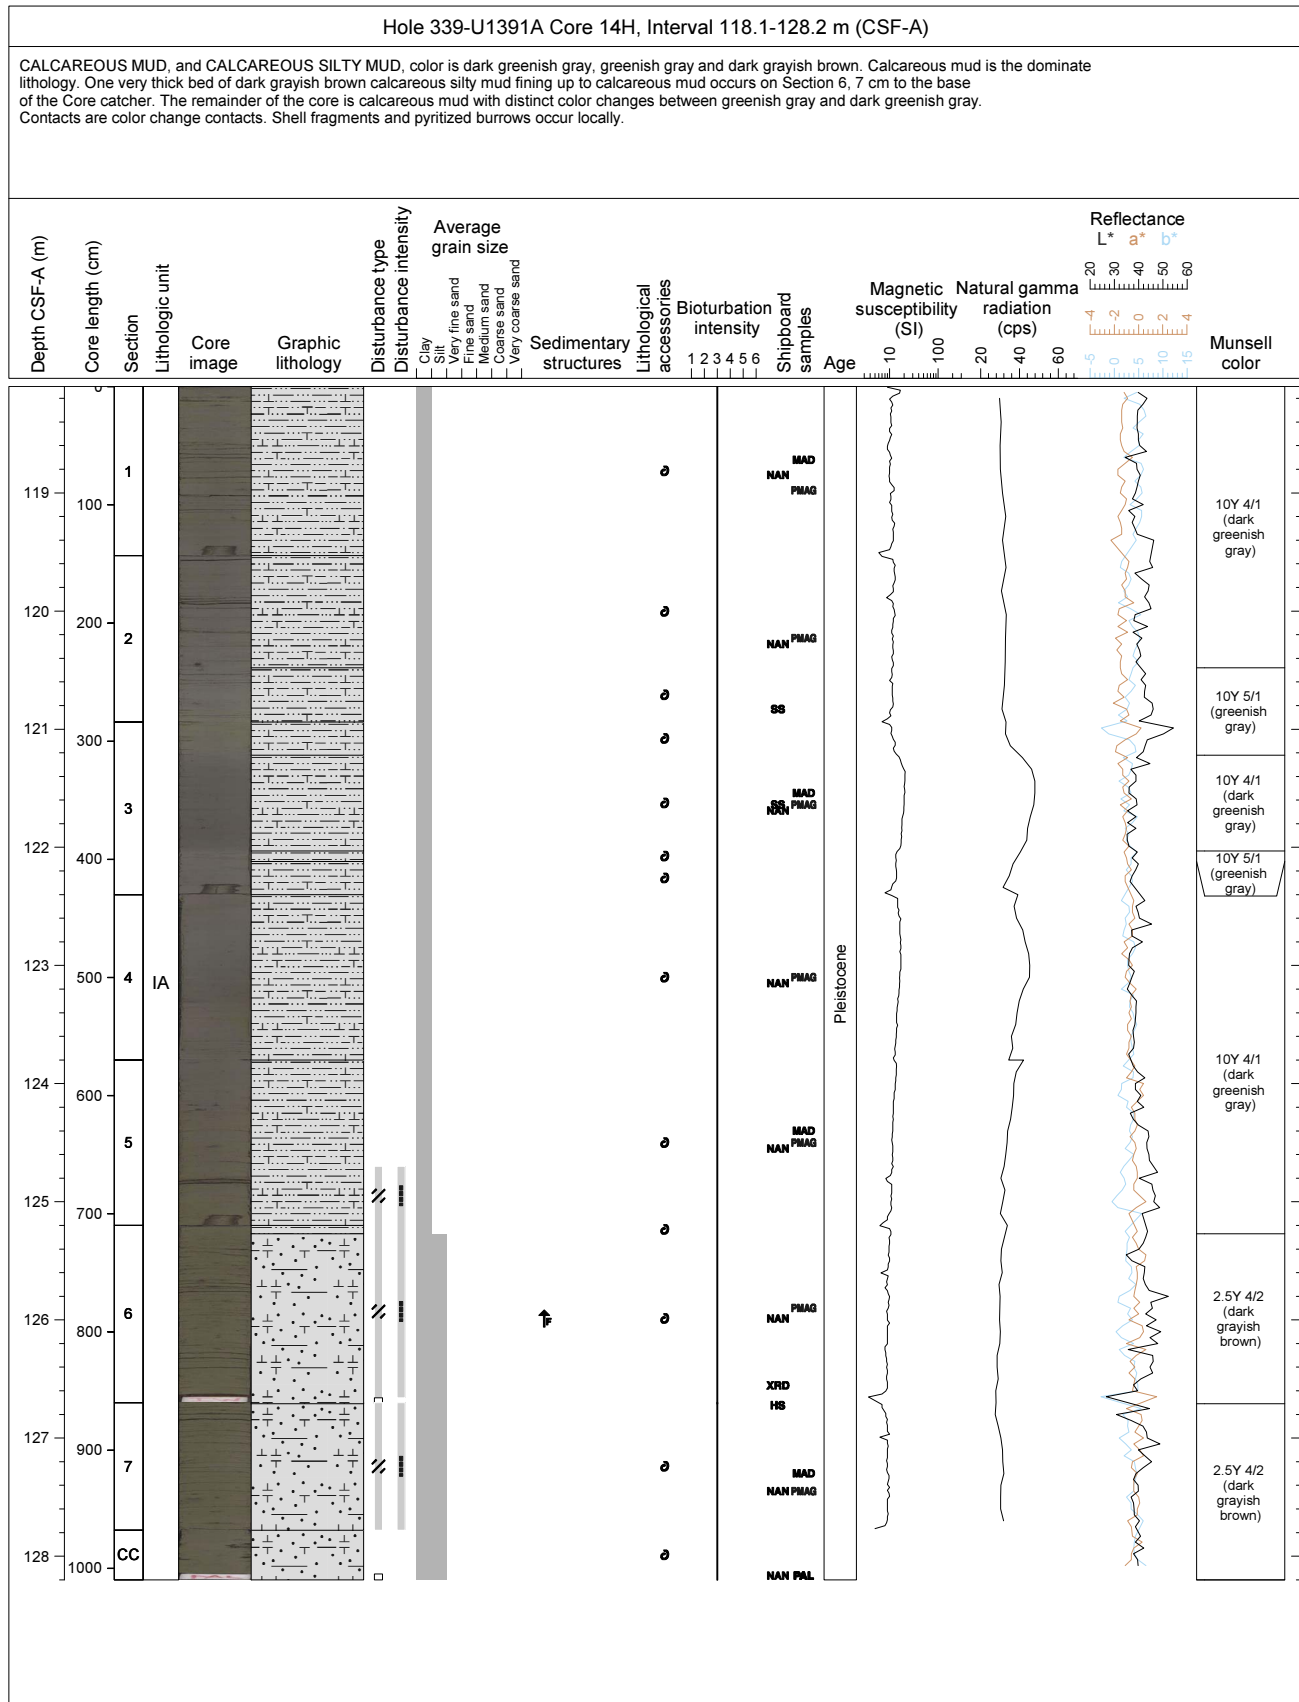 Hole 339-U1391A Core 14H, Interval 118.1-128.2 m (CSF-A)
CALCAREOUS MUD, and CALCAREOUS SILTY MUD, color is dark greenish gray, greenish gray and dark grayish brown. Calcareous mud is the dominate
lithology. One very thick bed of dark grayish brown calcareous silty mud fining up to calcareous mud occurs on Section 6, 7 cm to the base
of the Core catcher. The remainder of the core is calcareous mud with distinct color changes between greenish gray and dark greenish gray.
Contacts are color change contacts. Shell fragments and pyritized burrows occur locally.
Depth CSF-A (m)
Core length (cm)
Section
Lithologic unit
Core
image
Graphic
lithology
Disturbance type
Disturbance intensity
Average
grain size
Clay
Silt
Very fine sand
Fine sand
Medium sand
Coarse sand
Very coarse sand
Sedimentary
structures
Lithological
accessories
Bioturbation
intensity
1 2 3 4 5 6
Shipboard
samples
Age
Magnetic
susceptibility
(SI)
10 100
Natural gamma
radiation
(cps)
20 40 60
Reflectance
L* a* b*
20 30 40 50 60
-4 -2 0 2 4
-5 0 5 10 15
Munsell
color
0
119
120
121
122
123
124
125
126
127
128
100
200
300
400
500
600
700
800
900
1000
1
2
3
4
5
6
7
CC
IA
F
MAD
NAN
PMAG
PMAG
NAN
SS
MAD
SS PMAG
NAN
PMAG
NAN
MAD
PMAG
NAN
PMAG
NAN
XRD
HS
MAD
NAN PMAG
NAN PAL
Pleistocene
10Y 4/1
(dark
greenish
gray)
10Y 5/1
(greenish
gray)
10Y 4/1
(dark
greenish
gray)
10Y 5/1
(greenish
gray)
10Y 4/1
(dark
greenish
gray)
2.5Y 4/2
(dark
grayish
brown)
2.5Y 4/2
(dark
grayish
brown)